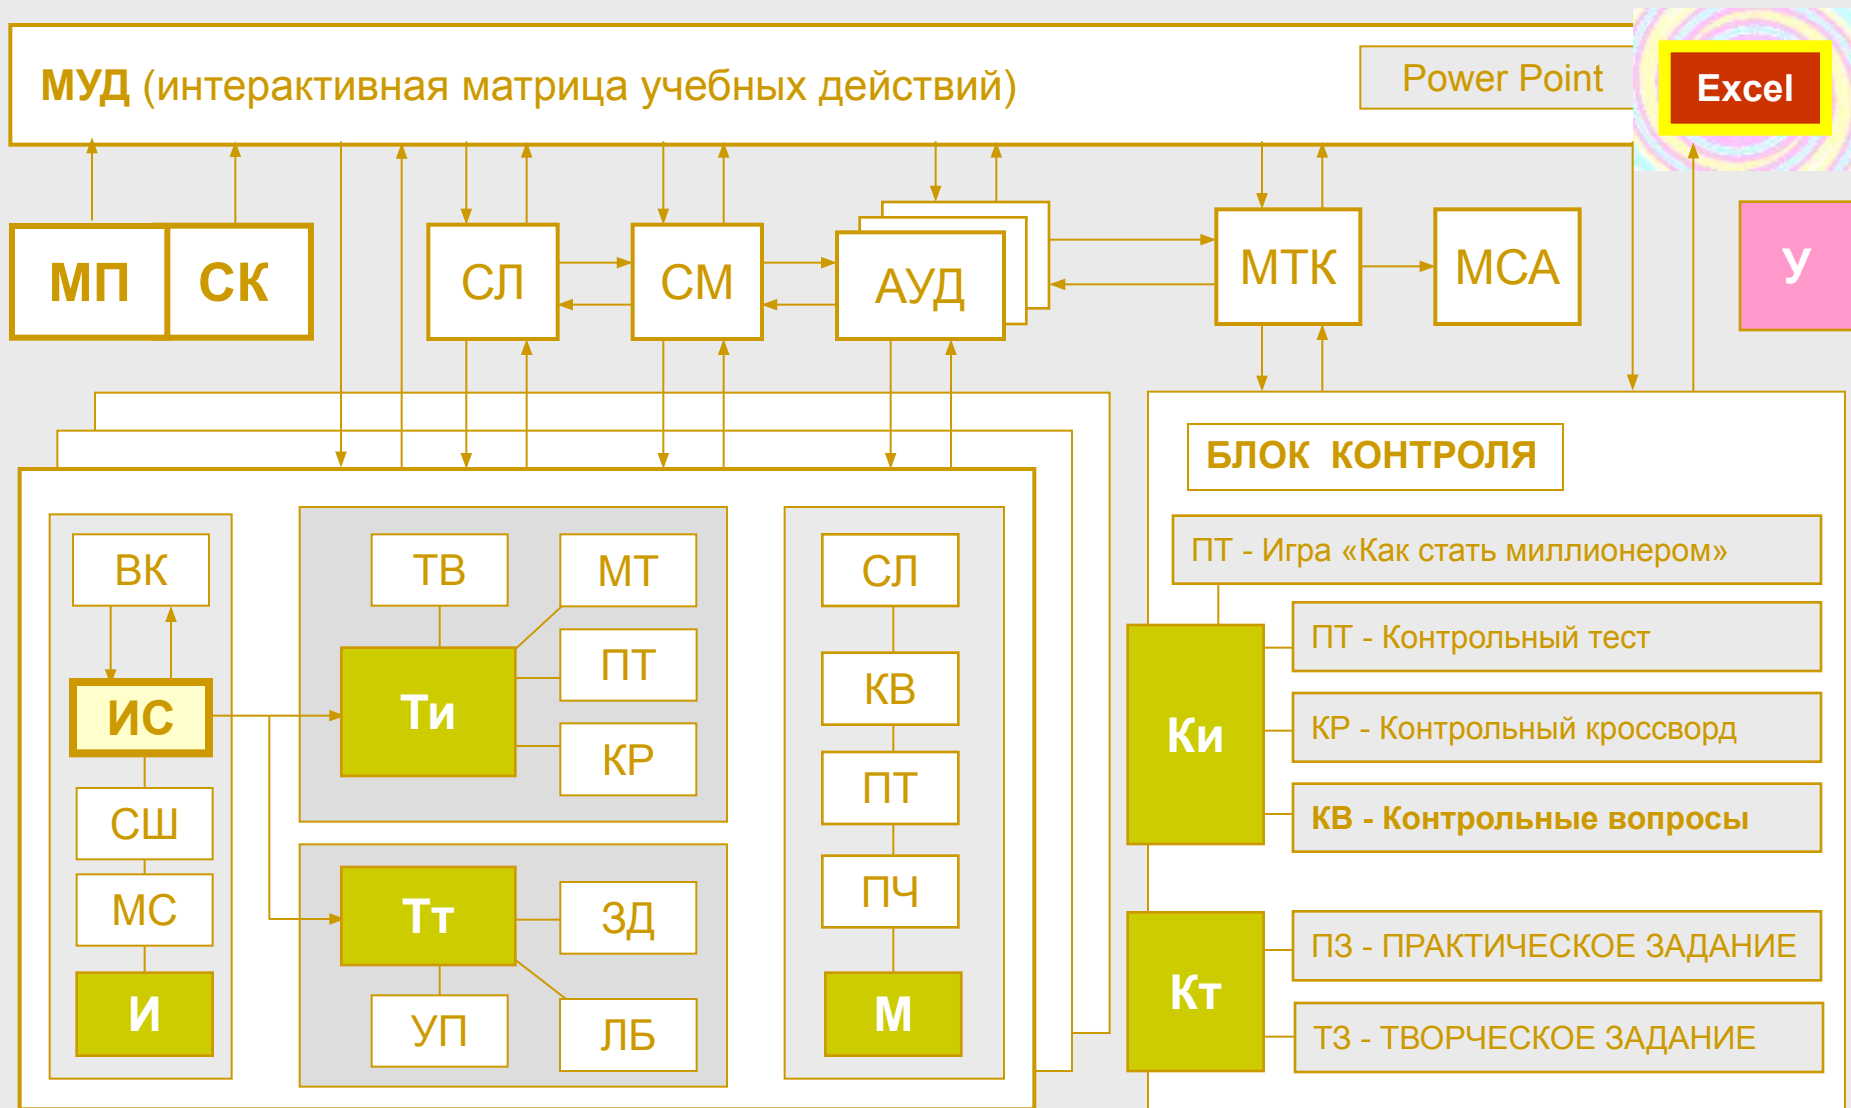 МУД (интерактивная матрица учебных действий)
Power Point
Excel
МП
СК
СЛ
СМ
АУД
МТК
МСА
У
ВК
ИС
СШ
МС
И
ТВ
МТ
Ти
ПТ
КР
Тт
ЗД
УП
ЛБ
СЛ
КВ
ПТ
ПЧ
М
БЛОК КОНТРОЛЯ
ПТ - Игра «Как стать миллионером»
Ки
ПТ - Контрольный тест
КР - Контрольный кроссворд
КВ - Контрольные вопросы
Кт
ПЗ - ПРАКТИЧЕСКОЕ ЗАДАНИЕ
ТЗ - ТВОРЧЕСКОЕ ЗАДАНИЕ